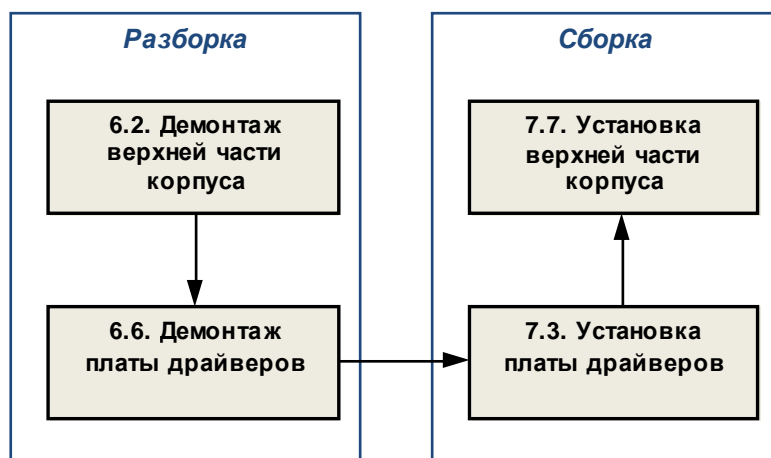 Разборка
6.2. Демонтаж
верхней части
корпуса
6.6. Демонтаж
платы драйверов
Сборка
7.7. Установка
верхней части
корпуса
7.3. Установка
платы драйверов